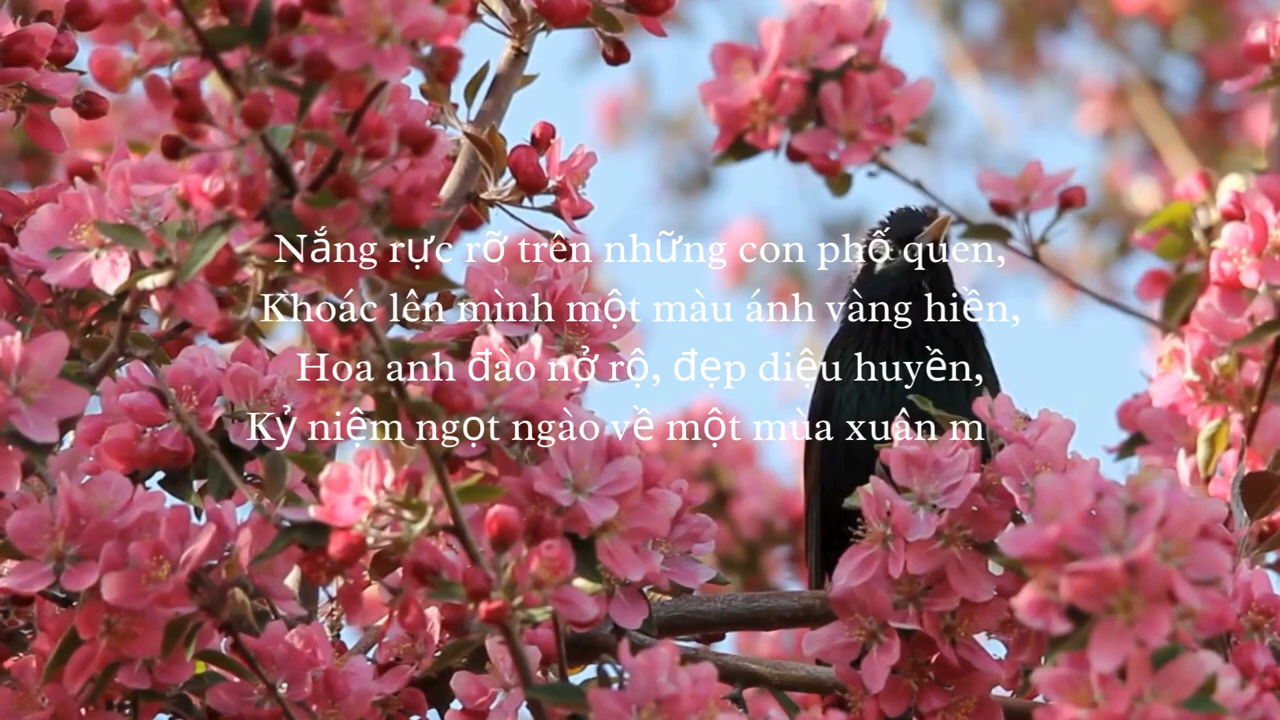 Nắng rực rỡ trên những con phố quen,
Khoác lên mình một màu ánh vàng hiền,
Hoa anh đào nở rộ, đẹp diệu huyền,
Kỷ niệm ngọt ngào về một mùa xuân m